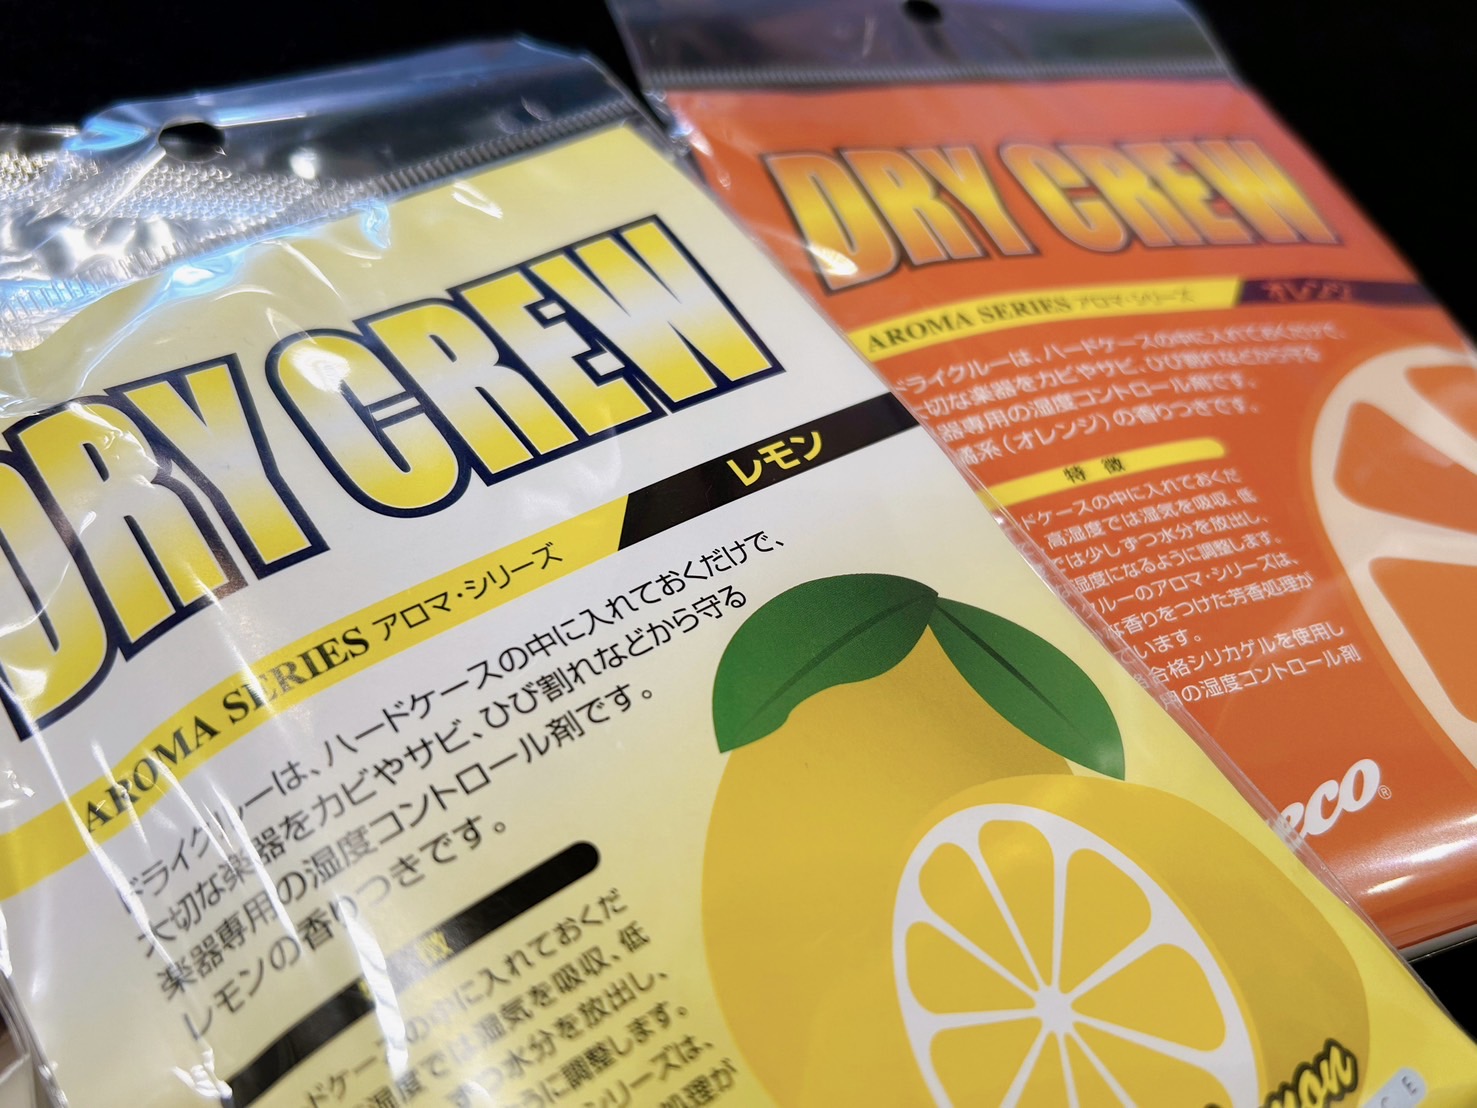 DRY CREW
AROMA SERIES アロマ・シリーズ
レモン
ドライクルーは、ハードケースの中に入れておくだけで、
大切な楽器をカビやサビ、ひび割れなどから守る
楽器専用の湿度コントロール剤です。
レモンの香りつきです。
徴
ドケースの中に入れておくだ
湿度では湿気を吸収、低
ずつ水分を放出し、
うに調整します。
シリーズは、
処理が
DRY CREW
AROMA SERIES アロマ・シリーズ
オレンジ
ドライクルーは、ハードケースの中に入れておくだけで、
大切な楽器をカビやサビ、ひび割れなどから守る
器専用の湿度コントロール剤です。
橘系（オレンジ）の香りつきです。
特 徴
ドケースの中に入れておくだ
高湿度では湿気を吸収、低
では少しずつ水分を放出し、
湿度になるように調整します。
クルーのアロマ・シリーズは、
な香りをつけた芳香処理が
ています。
合格シリカゲルを使用し
用の湿度コントロール剤
eco®